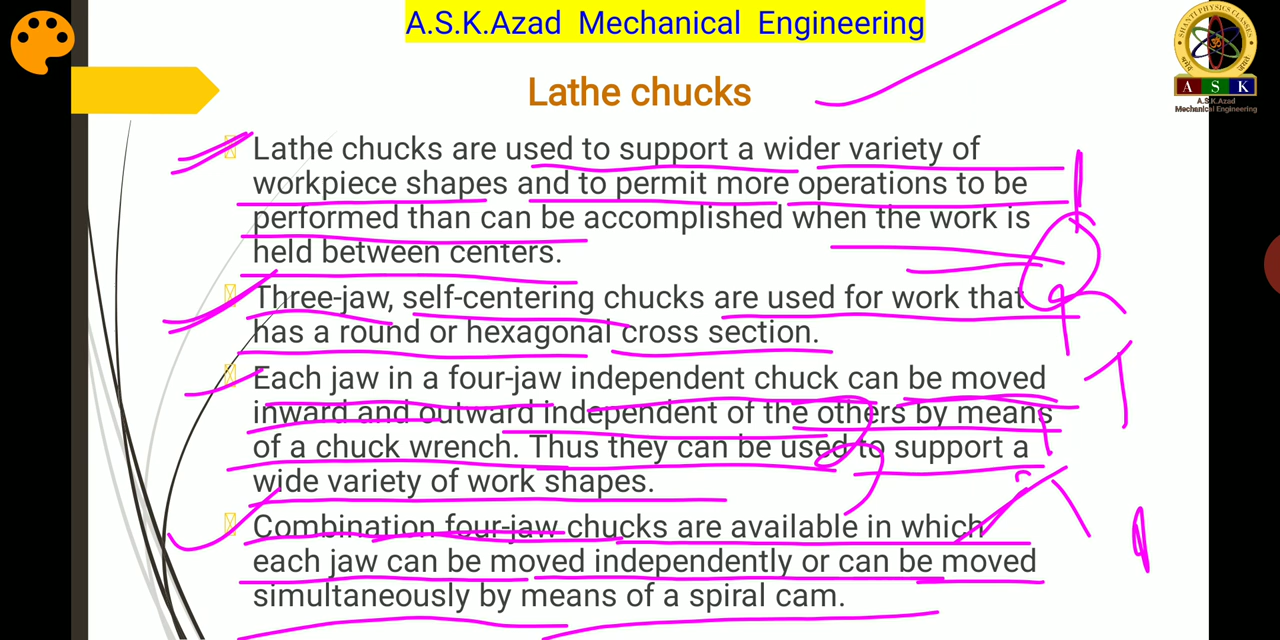 A.S.K.Azad Mechanical Engineering
Lathe chucks
Lathe chucks are used to support a wider variety of
workpiece shapes and to permit more operations to be
performed than can be accomplished when the work is
held between centers.
Three-jaw, self-centering chucks are used for work that
has a round or hexagonal cross section.
Each jaw in a four-jaw independent chuck can be moved
inward and outward independent of the others by means
of a chuck wrench. Thus they can be used to support a
wide variety of work shapes.
Combination four-jaw chucks are available in which
each jaw can be moved independently or can be moved
simultaneously by means of a spiral cam.
SHANTI PHYSICS CLASSES
ॐ
A S K
A.S.K.Azad
Mechanical Engineering